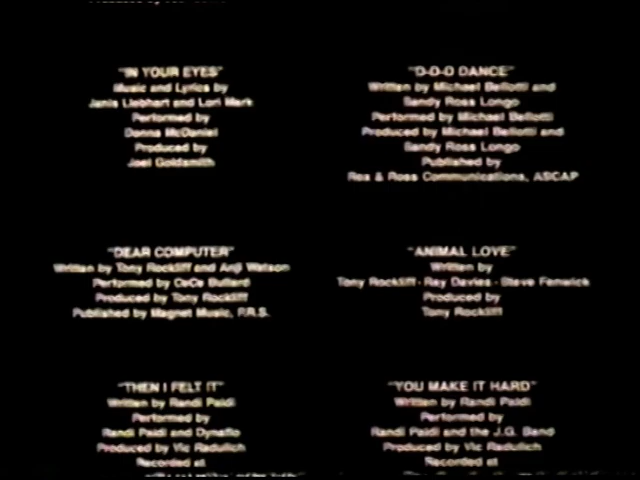 "IN YOUR EYES"
Music and Lyrics by
Janis Liebhart and Lori Mark
Performed by
Donna McDaniel
Produced by
Joel Goldsmith
"D-D-D DANCE"
Written by Michael Bellotti and
Sandy Ross Longo
Performed by Michael Bellotti
Produced by Michael Bellotti and
Sandy Ross Longo
Published by
& Ross Communications, ASCAP
"DEAR COMPUTER"
Written by Tony Rockliff and Anji Watson
Performed by CeCe Bullard
Produced by Tony Rockliff
Published by Magnet Music, P.R.S.
"ANIMAL LOVE"
Written by
Tony Rockliff - Ray Davies - Steve Fenwick
Produced by
Tony Rockliff
"THEN I FELT IT"
Written by Randi Paldi
Performed by
Randi Paldi and
Produced by Vic Radulich
Recorded at
"YOU MAKE IT HARD"
Written by Randi Paldi
Performed by
Randi Paldi and the J.G. Band
Produced by Vic Radulich
Recorded at